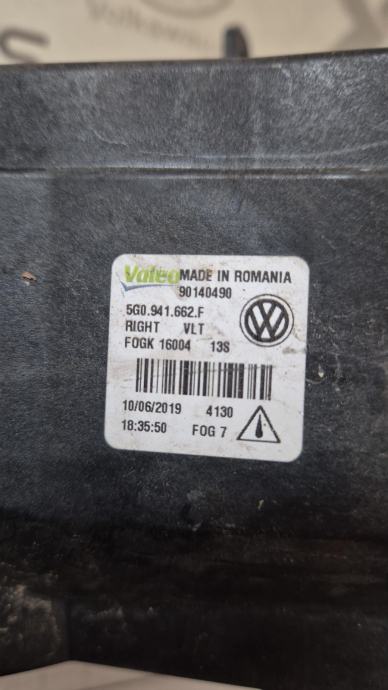 Valeo MADE IN ROMANIA
90140490
5G0.941.662.F
RIGHT VLT
FOGK 16004 13S
10/06/2019 4130
18:35:50 FOG 7